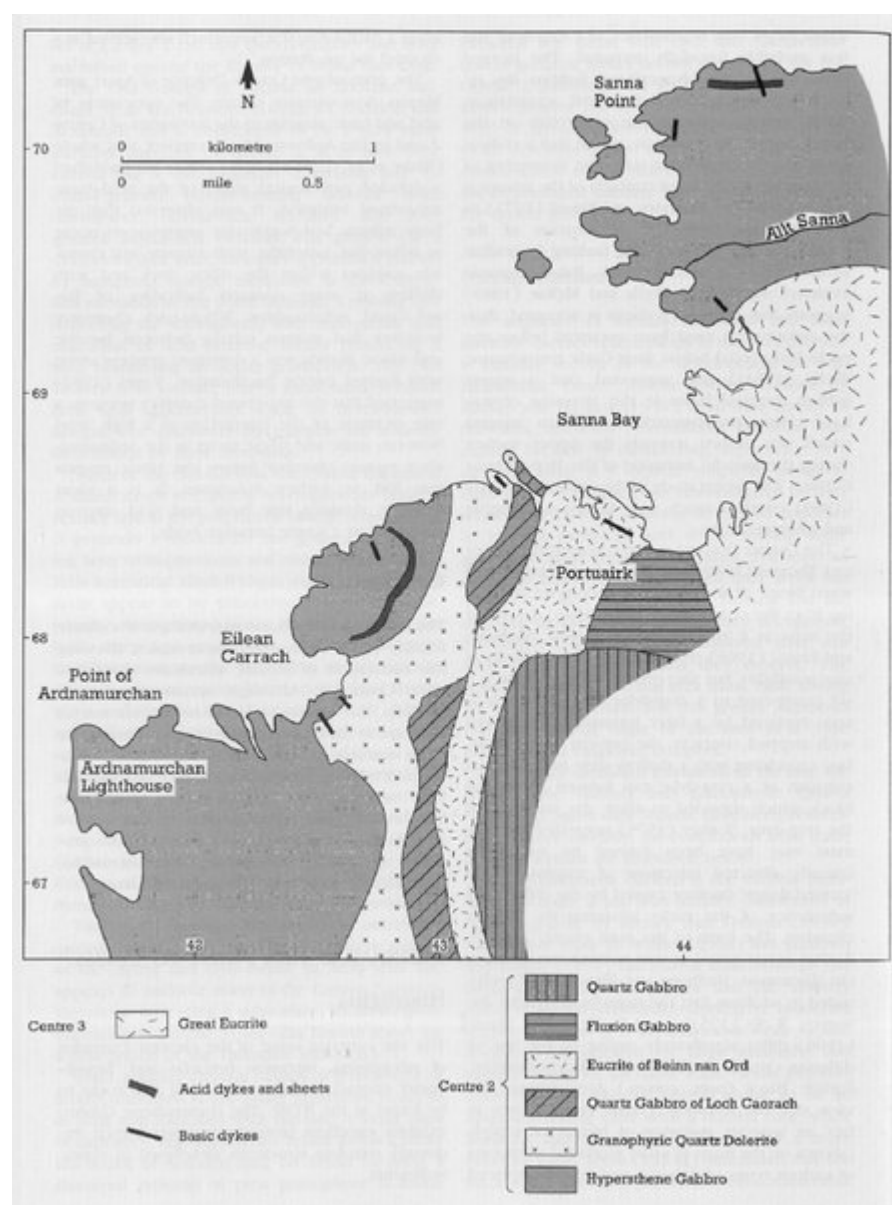 Sanna
Point
N
70
0 kilometre 1
0 mile 0.5
Allt Sanna
69
Sanna Bay
Portuairk
68
Eilean
Carrach
Point of
Ardnamurchan
Ardnamurchan
Lighthouse
67
42 43 44
Centre 3
Great Eucrite
Acid dykes and sheets
Basic dykes
Centre 2
Quartz Gabbro
Fluxion Gabbro
Eucrite of Beinn nan Ord
Quartz Gabbro of Loch Caorach
Granophyric Quartz Dolerite
Hypersthene Gabbro